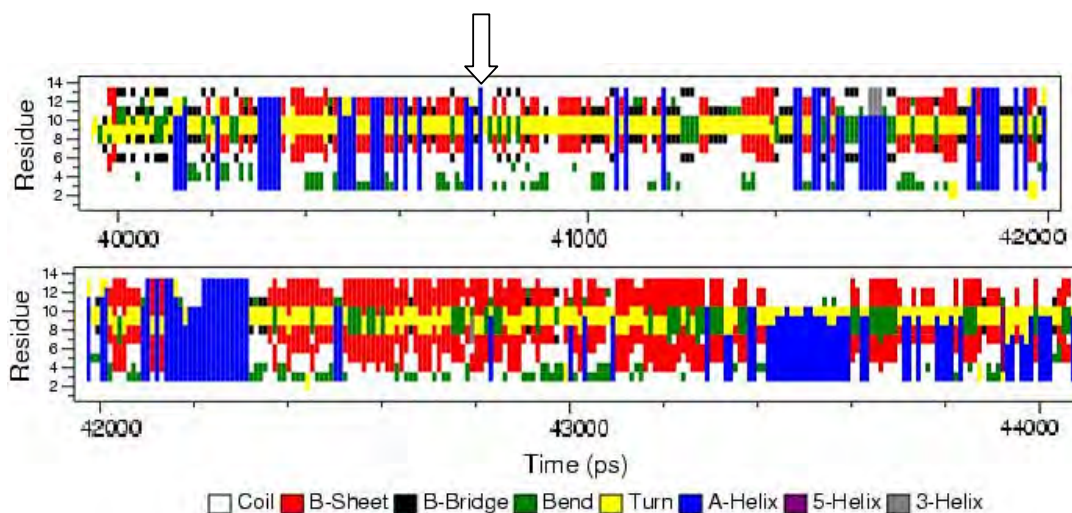 14
12
10
8
6
4
2
Residue
40000 41000 42000
14
12
10
8
6
4
2
Residue
42000 43000 44000
Time (ps)
Coil B-Sheet B-Bridge Bend Turn A-Helix 5-Helix 3-Helix